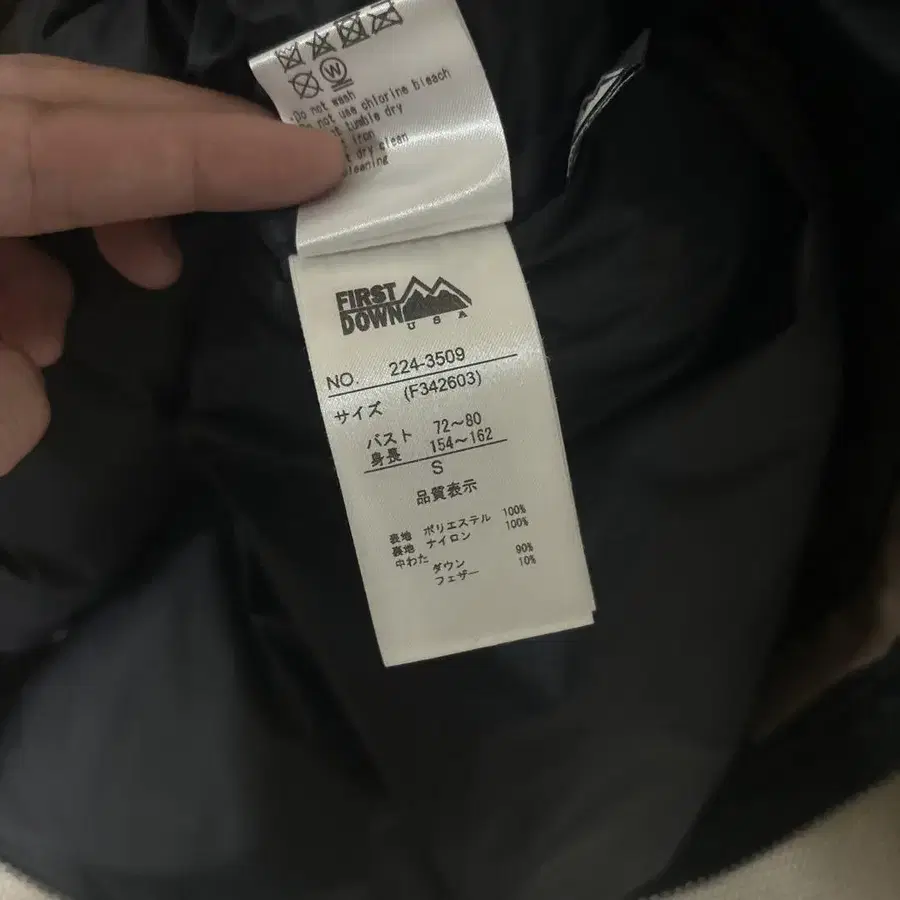 W
Do not wash
Do not use chlorine bleach
tumble dry
iron
dry clean
cleaning
FIRST
DOWN
USA
NO. 224-3509
(F342603)
サイズ
バスト 72～80
身長 154～162
S
品質表示
表地 ポリエステル 100%
裏地 ナイロン 100%
中わた ダウン 90%
フェザー 10%